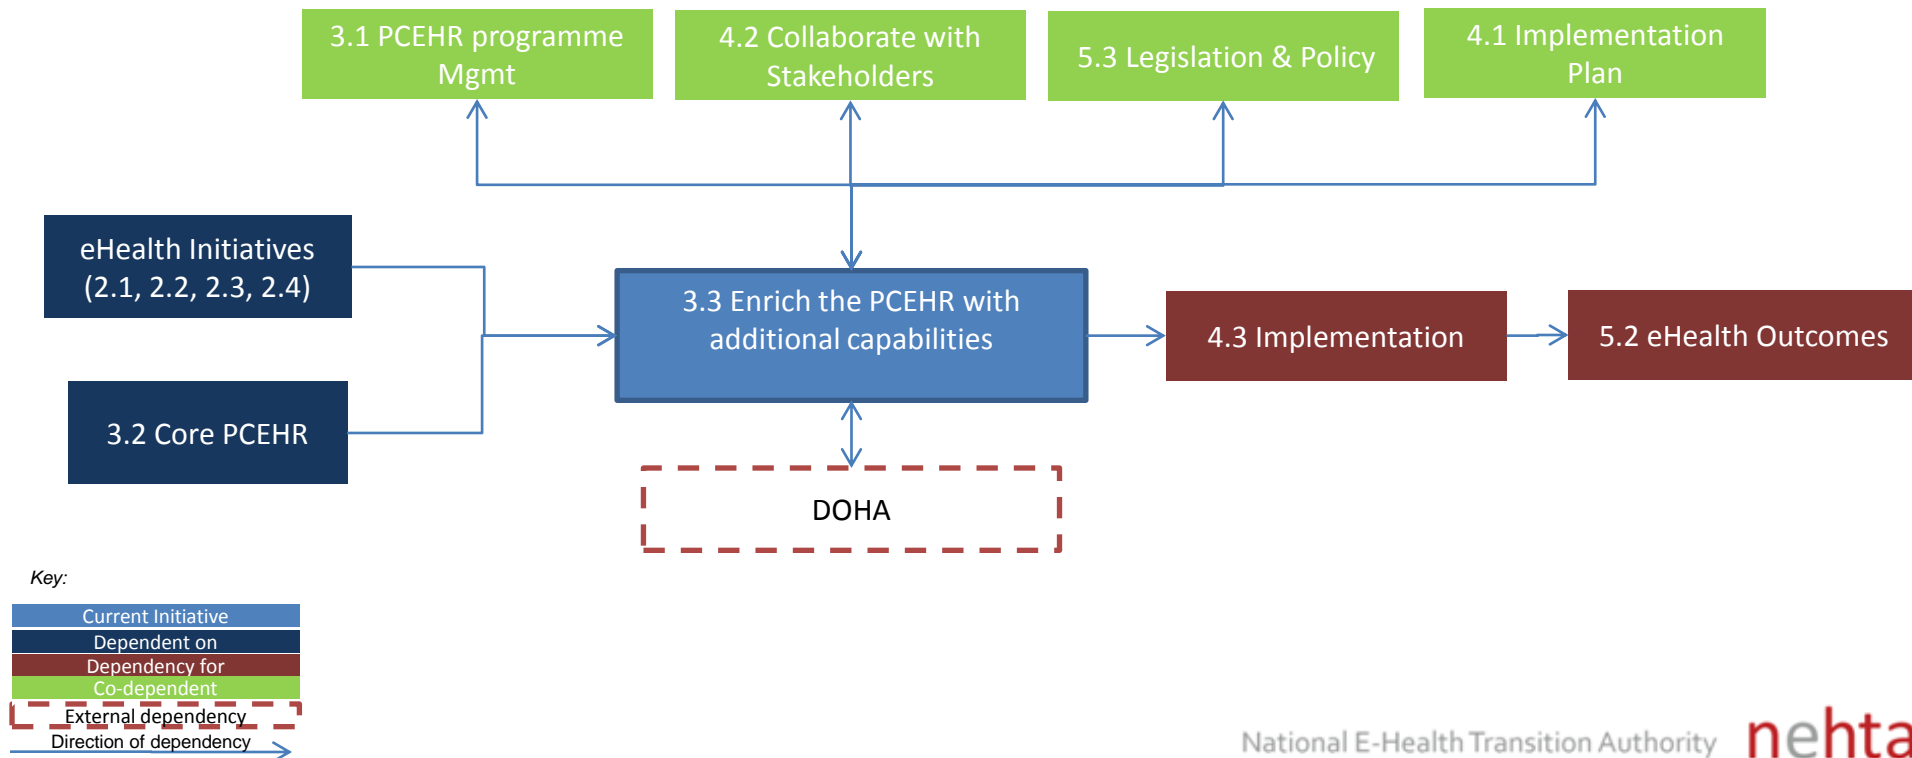 3.1 PCEHR programme
Mgmt
4.2 Collaborate with
Stakeholders
5.3 Legislation & Policy
4.1 Implementation
Plan
eHealth Initiatives
(2.1, 2.2, 2.3, 2.4)
3.3 Enrich the PCEHR with
additional capabilities
4.3 Implementation
5.2 eHealth Outcomes
3.2 Core PCEHR
DOHA
Key:
Current Initiative
Dependent on
Dependency for
Co-dependent
External dependency
Direction of dependency
National E-Health Transition Authority
nehta